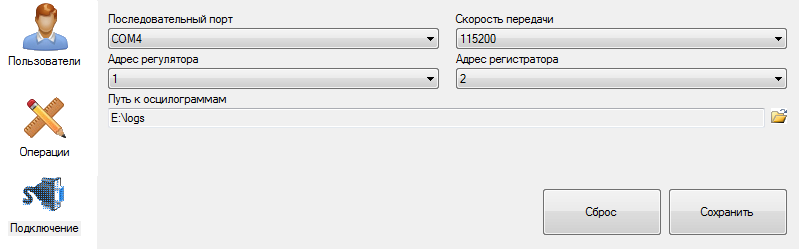 Пользователи
Операции
Подключение
Последовательный порт
Скорость передачи
COM4
115200
Адрес регулятора
Адрес регистратора
1
2
Путь к осцилограммам
E:\logs
Сброс
Сохранить